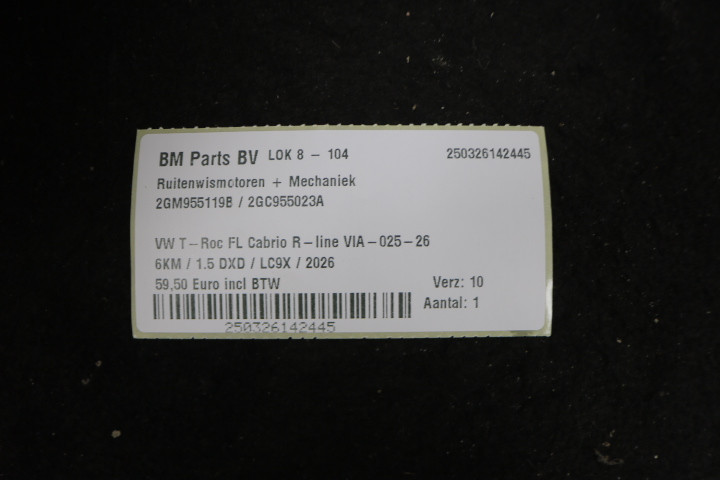 BM Parts BV LOK 8 - 104 250326142445
Ruitenwismotoren + Mechaniek
2GM955119B / 2GC955023A
VW T-Roc FL Cabrio R-line VIA-025-26
6KM / 1.5 DXD / LC9X / 2026
59,50 Euro incl BTW Verz: 10
Aantal: 1
250326142445